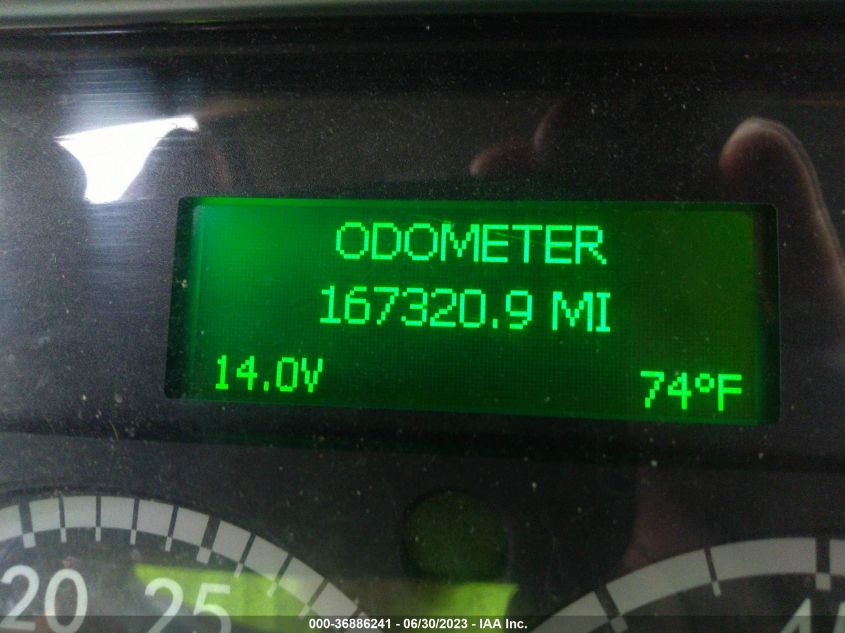 ODOMETER
167320.9 MI
14.0V 74°F
20 25
000-36886241 - 06/30/2023 - IAA Inc.